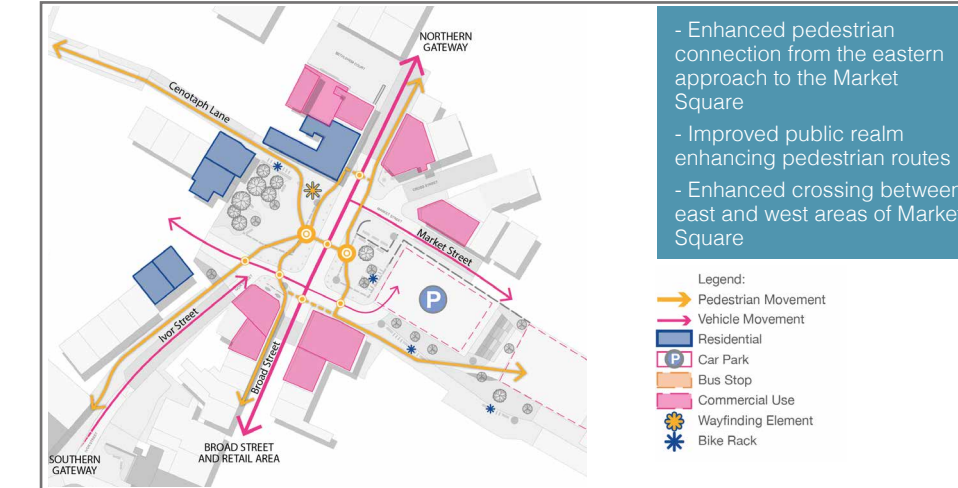 NORTHERN
GATEWAY
Cenotaph Lane
Market Street
P
Ivor Street
Broad Street
BROAD STREET
AND RETAIL AREA
SOUTHERN
GATEWAY
- Enhanced pedestrian
connection from the eastern
approach to the Market
Square
- Improved public realm
enhancing pedestrian routes
- Enhanced crossing between
east and west areas of Market
Square
Legend:
Pedestrian Movement
Vehicle Movement
Residential
P Car Park
Bus Stop
Commercial Use
Wayfinding Element
Bike Rack